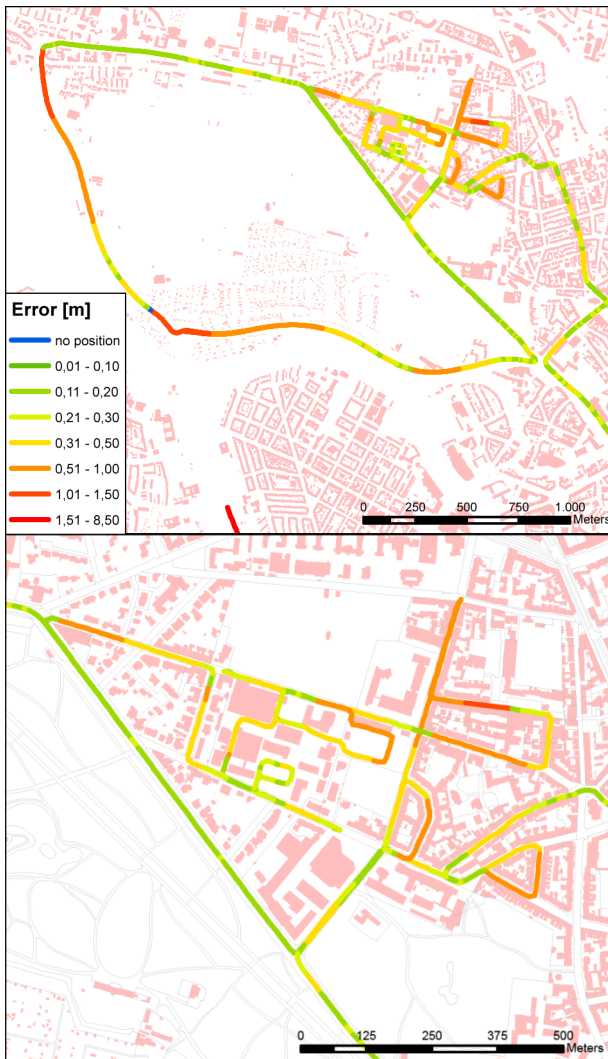 Error [m]
no position
0,01 - 0,10
0,11 - 0,20
0,21 - 0,30
0,31 - 0,50
0,51 - 1,00
1,01 - 1,50
1,51 - 8,50
0 250 500 750 1.000
Meters
0 125 250 375 500
Meters